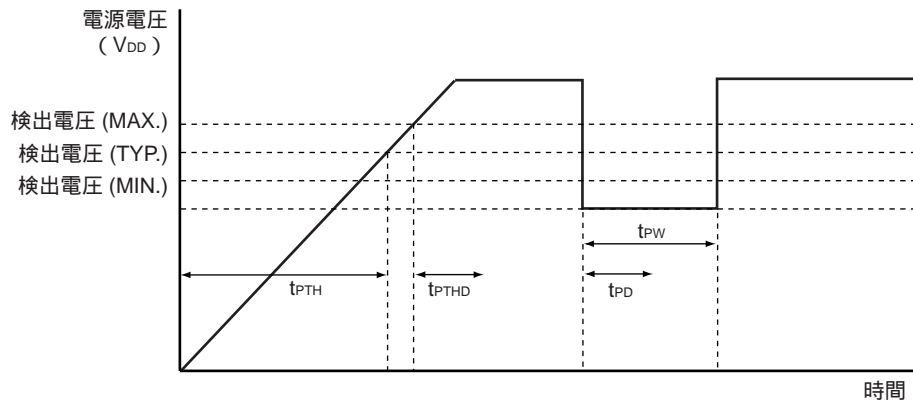 電源電圧
（VDD）
検出電圧 (MAX.)
検出電圧 (TYP.)
検出電圧 (MIN.)
tPW
tPTH
tPTHD
tPD
時間